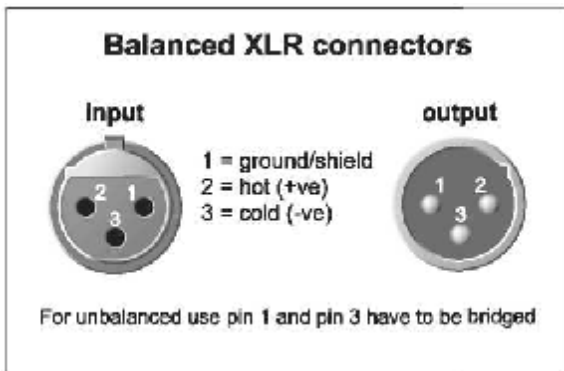 Balanced XLR connectors
Input
output
1 = ground/shield
2 = hot (+ve)
3 = cold (-ve)
2 1
3
1 2
3
For unbalanced use pin 1 and pin 3 have to be bridged